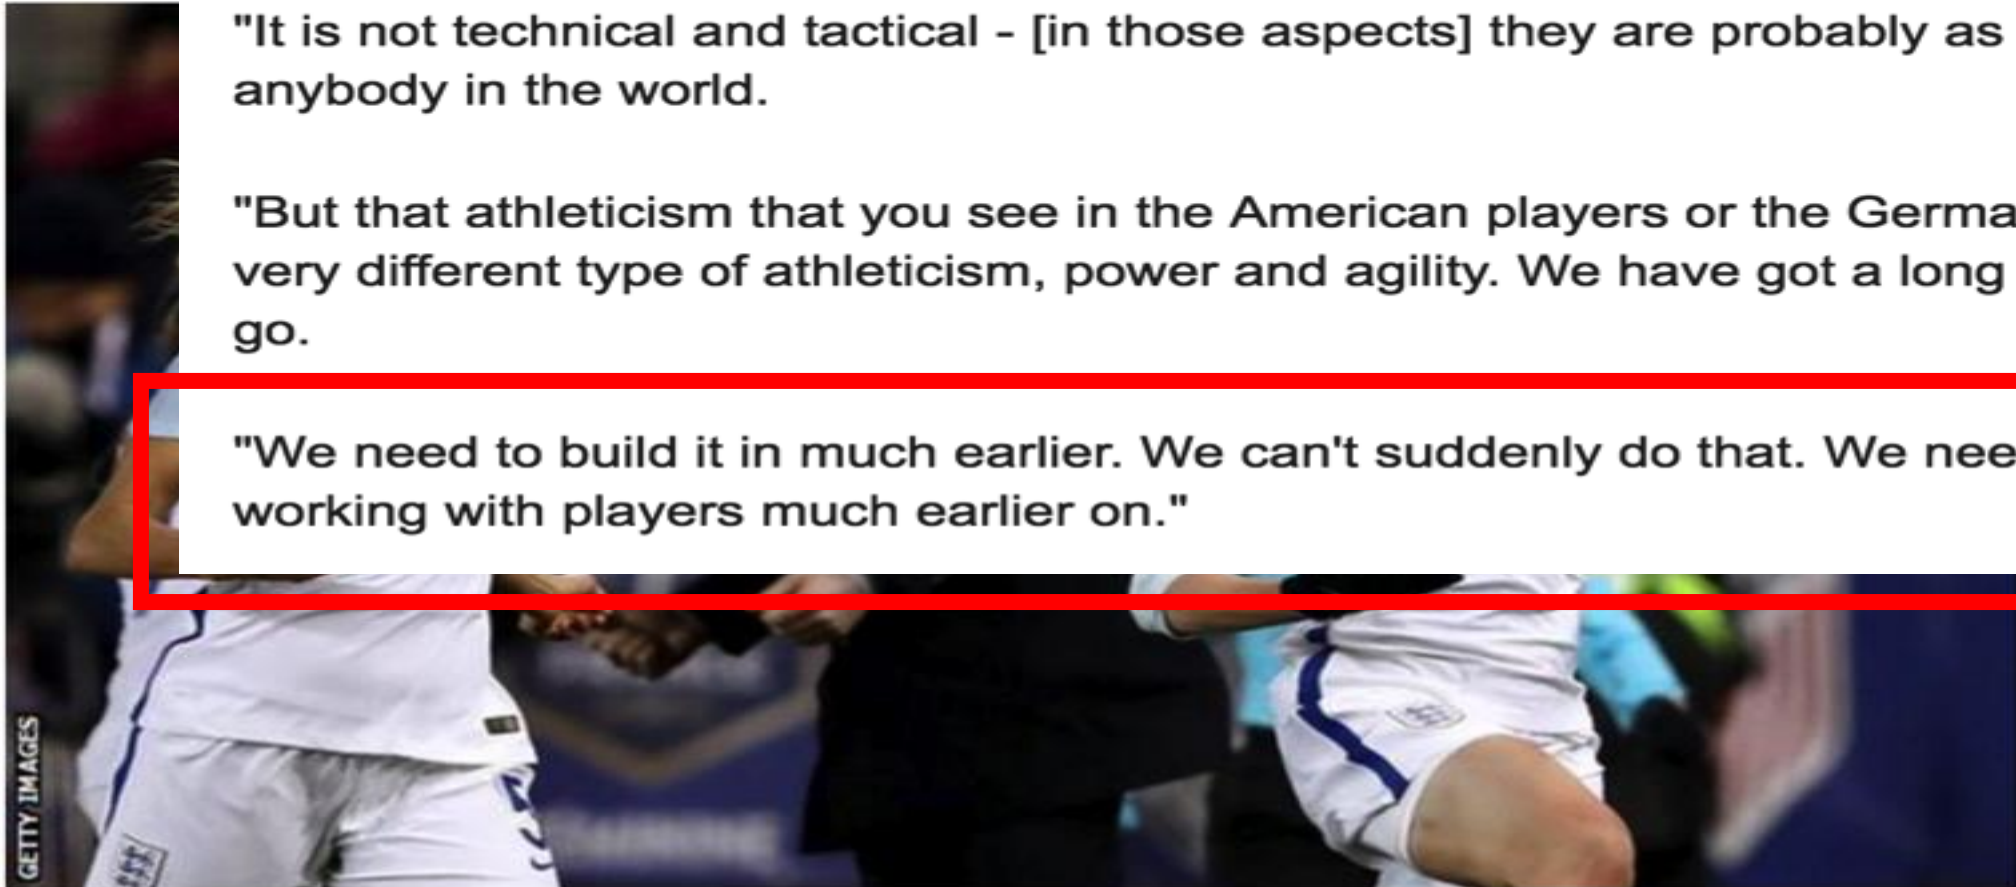 "It is not technical and tactical - [in those aspects] they are probably as
anybody in the world.
"But that athleticism that you see in the American players or the Germa
very different type of athleticism, power and agility. We have got a long
go.
"We need to build it in much earlier. We can't suddenly do that. We nee
working with players much earlier on."
GETTY IMAGES